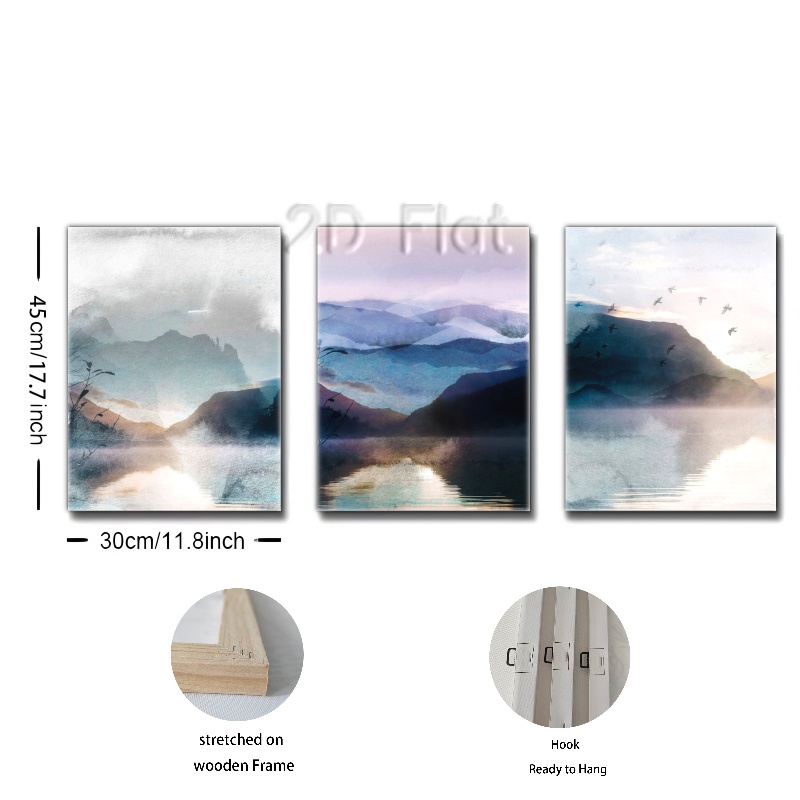 2D Flat
45cm/17.7inch
30cm/11.8inch
stretched on
wooden Frame
Hook
Ready to Hang